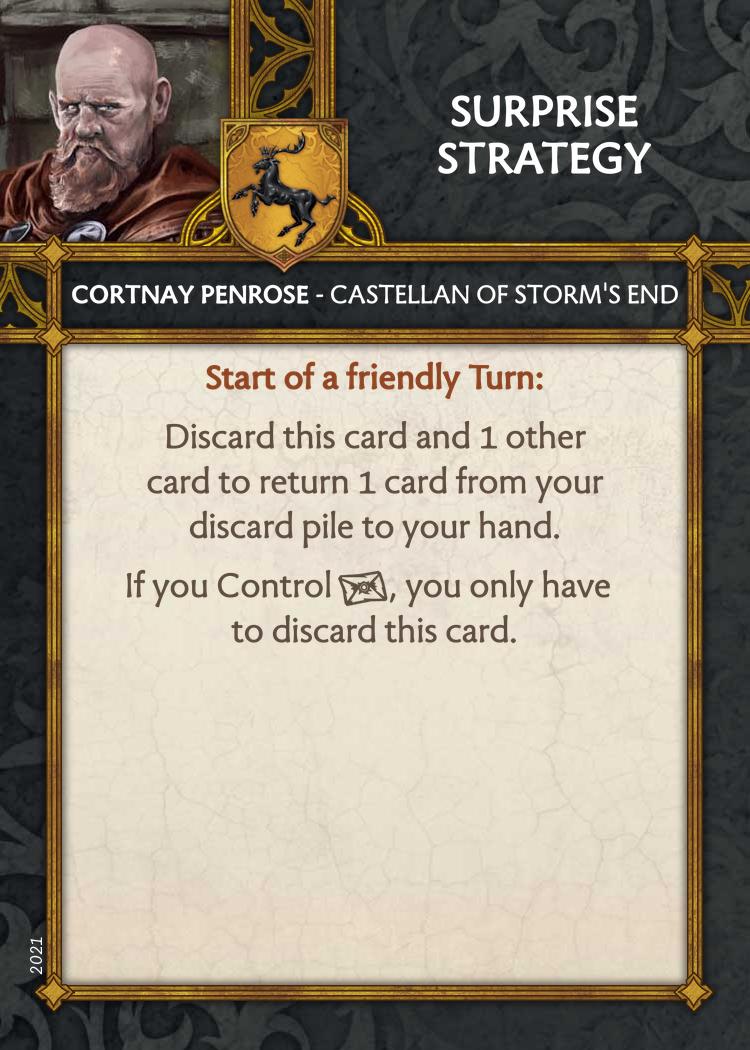 SURPRISE
STRATEGY
CORTNAY PENROSE - CASTELLAN OF STORM'S END
Start of a friendly Turn:
Discard this card and 1 other
card to return 1 card from your
discard pile to your hand.
If you Control , you only have
to discard this card.
2021